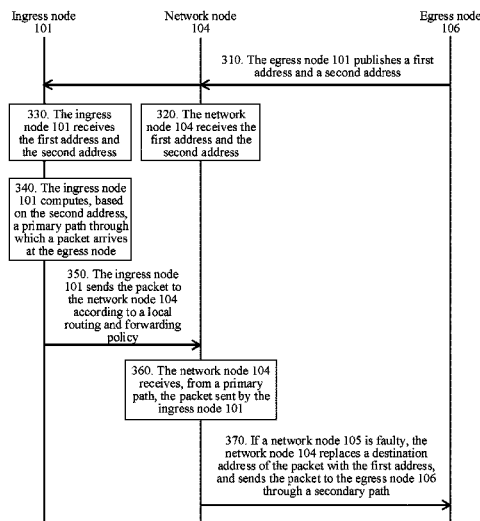 Ingress node
101
Network node
104
Egress node
106
310. The egress node 101 publishes a first
address and a second address
330. The ingress
node 101 receives
the first address and
the second address
320. The network
node 104 receives the
first address and the
second address
340. The ingress node
101 computes, based
on the second address,
a primary path through
which a packet arrives
at the egress node
350. The ingress node
101 sends the packet to
the network node 104
according to a local
routing and forwarding
policy
360. The network node 104
receives, from a primary
path, the packet sent by the
ingress node 101
370. If a network node 105 is faulty, the
network node 104 replaces a destination
address of the packet with the first address,
and sends the packet to the egress node 106
through a secondary path